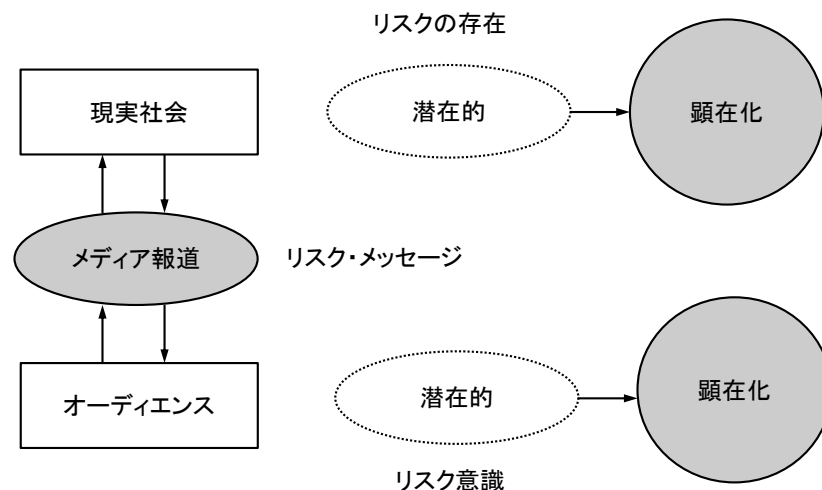 リスクの存在
現実社会
潜在的
顕在化
メディア報道
リスク・メッセージ
オーディエンス
潜在的
顕在化
リスク意識